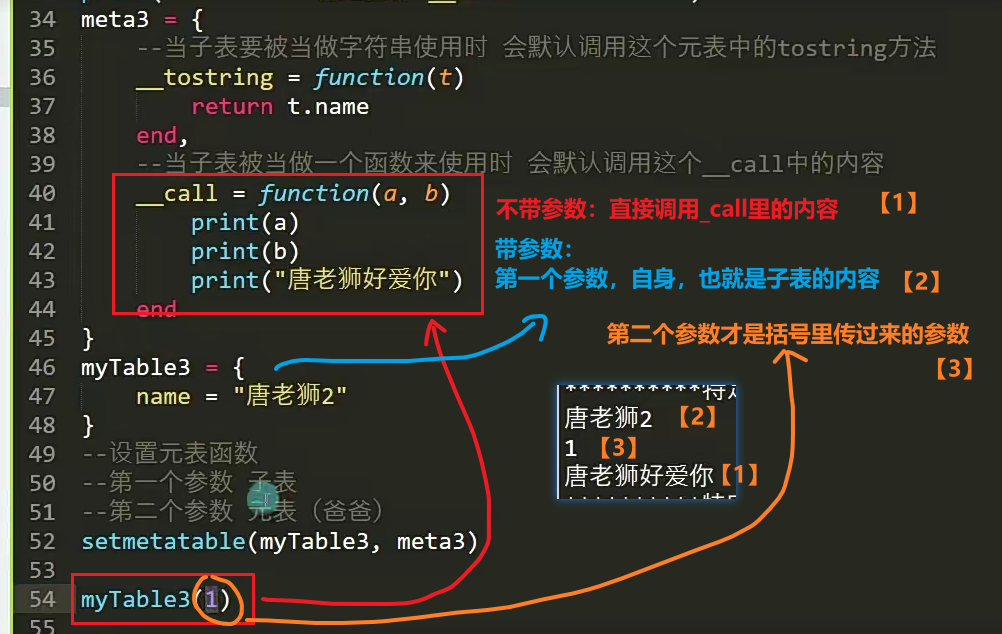 34 meta3 = {
35 --当子表要被当做字符串使用时 会默认调用这个元表中的tostring方法
36 __tostring = function(t)
37 return t.name
38 end,
39 --当子表被当做一个函数来使用时 会默认调用这个__call中的内容
40 __call = function(a, b)
41 print(a)
42 print(b)
43 print("唐老狮好爱你")
44 end
45 }
46 myTable3 = {
47 name = "唐老狮2"
48 }
49 --设置元表函数
50 --第一个参数 子表
51 --第二个参数 元表（爸爸）
52 setmetatable(myTable3, meta3)
53
54 myTable3(1)
55
不带参数：直接调用_call里的内容 【1】
带参数：
第一个参数，自身，也就是子表的内容 【2】
第二个参数才是括号里传过来的参数
【3】
**********特定
唐老狮2 【2】
1 【3】
唐老狮好爱你【1】